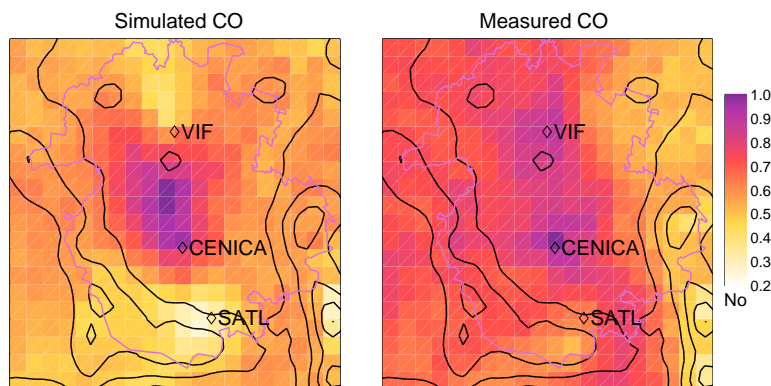 Simulated CO
Measured CO
VIF
CENICA
SATL
VIF
CENICA
SATL
1.0
0.9
0.8
0.7
0.6
0.5
0.4
0.3
0.2
No